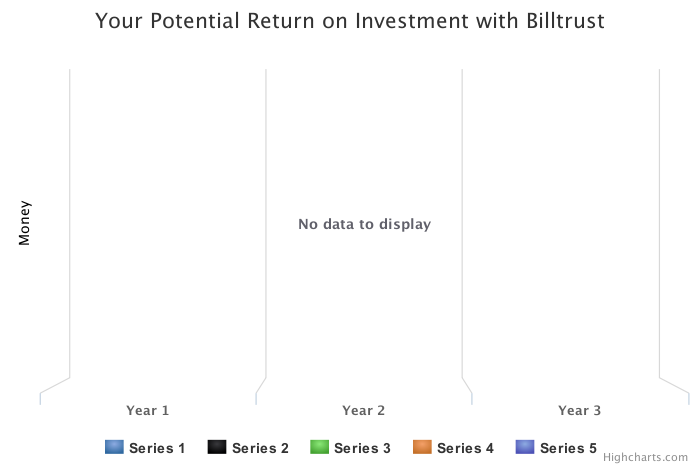 Your Potential Return on Investment with Billtrust
Money
No data to display
Year 1
Year 2
Year 3
Series 1
Series 2
Series 3
Series 4
Series 5
Highcharts.com